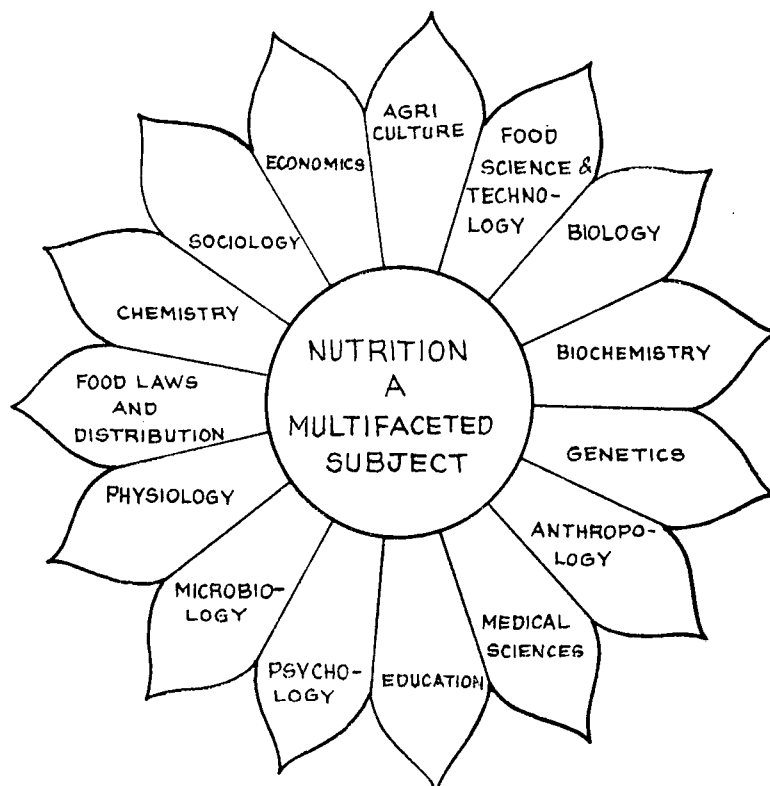 NUTRITION
A
MULTIFACETED
SUBJECT
AGRI
CULTURE
FOOD
SCIENCE &
TECHNO-
LOGY
BIOLOGY
BIOCHEMISTRY
GENETICS
ANTHROPO-
LOGY
MEDICAL
SCIENCES
EDUCATION
PSYCHO-
LOGY
MICROBIO-
LOGY
PHYSIOLOGY
FOOD LAWS
AND
DISTRIBUTION
CHEMISTRY
SOCIOLOGY
ECONOMICS